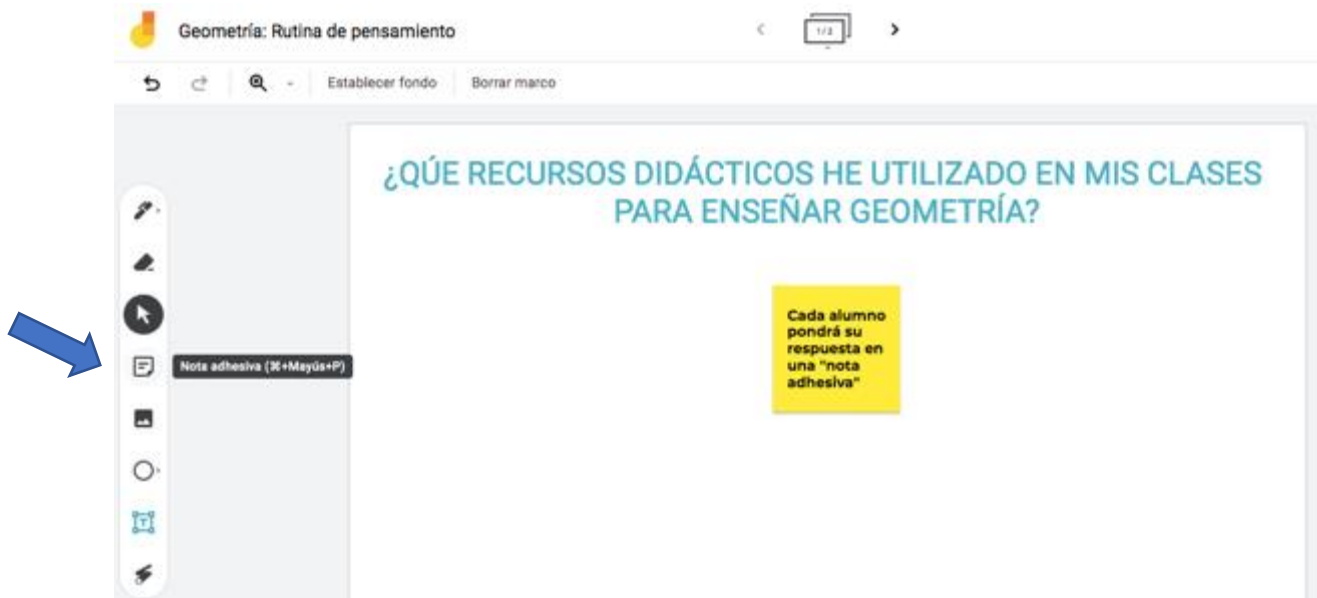 Geometría: Rutina de pensamiento
1/2
Establecer fondo Borrar marco
¿QÚE RECURSOS DIDÁCTICOS HE UTILIZADO EN MIS CLASES
PARA ENSEÑAR GEOMETRÍA?
Cada alumno
pondrá su
respuesta en
una "nota
adhesiva"
Nota adhesiva (⌘+Mayús+P)
T